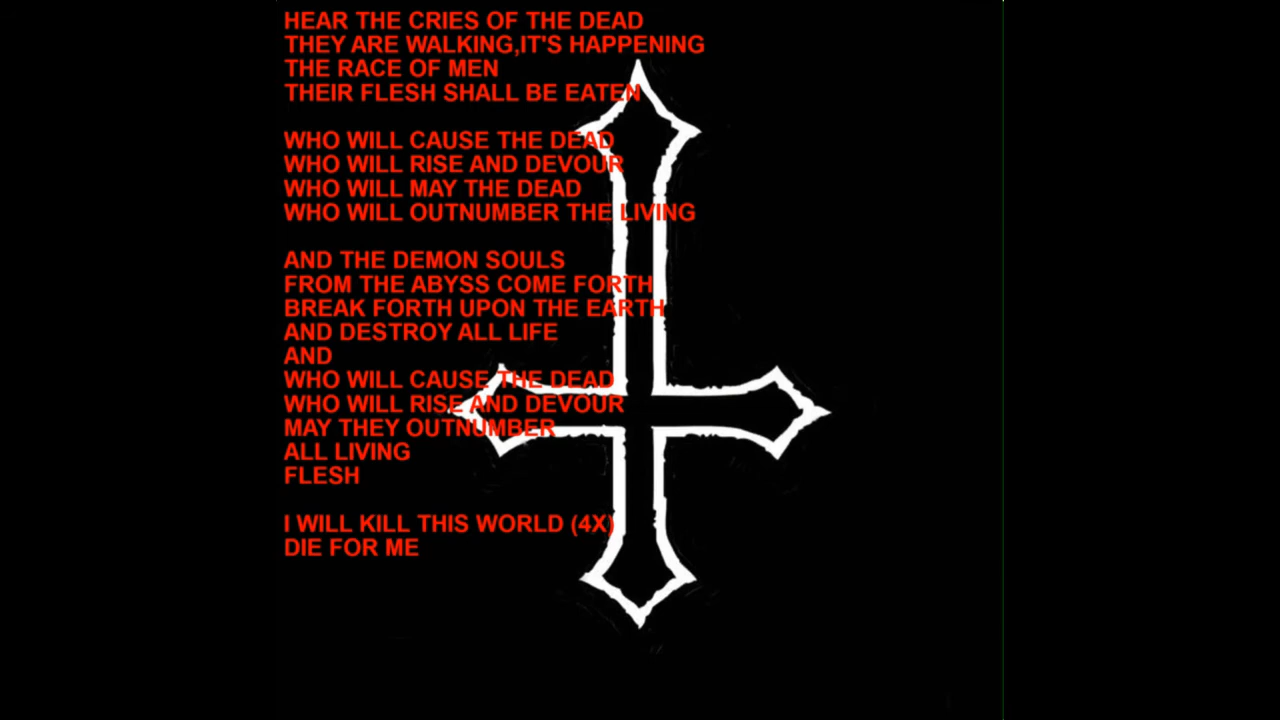 HEAR THE CRIES OF THE DEAD
THEY ARE WALKING,IT'S HAPPENING
THE RACE OF MEN
THEIR FLESH SHALL BE EATEN
WHO WILL CAUSE THE DEAD
WHO WILL RISE AND DEVOUR
WHO WILL MAY THE DEAD
WHO WILL OUTNUMBER THE LIVING
AND THE DEMON SOULS
FROM THE ABYSS COME FORTH
BREAK FORTH UPON THE EARTH
AND DESTROY ALL LIFE
AND
WHO WILL CAUSE THE DEAD
WHO WILL RISE AND DEVOUR
MAY THEY OUTNUMBER
ALL LIVING
FLESH
I WILL KILL THIS WORLD (4X)
DIE FOR ME